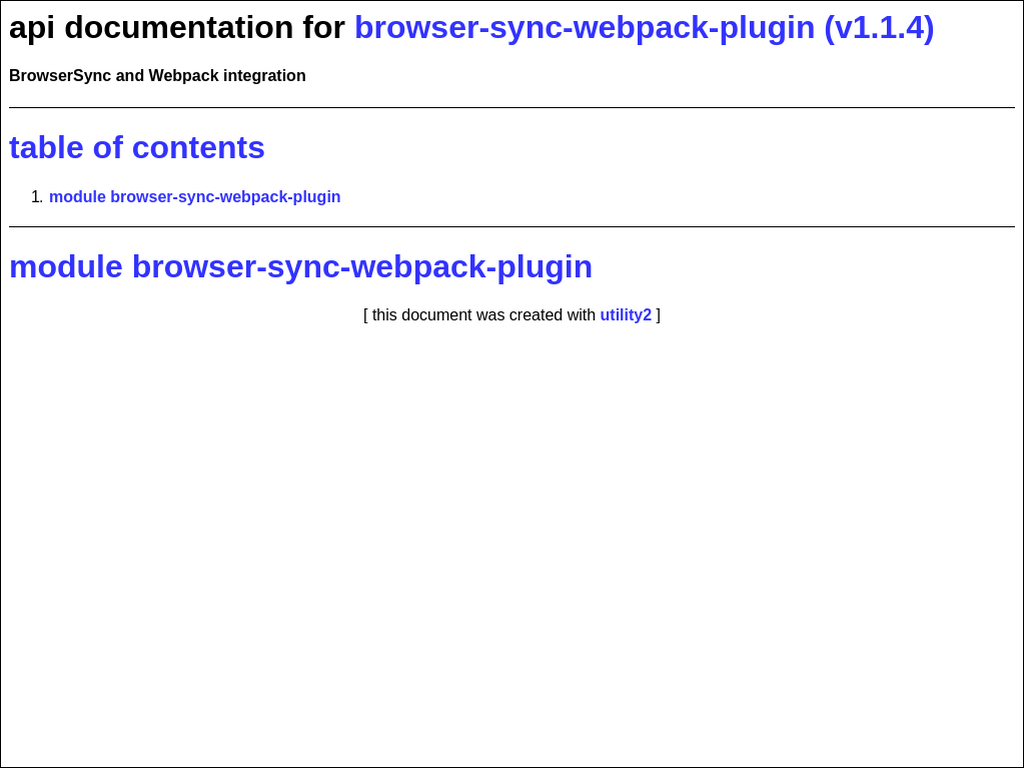 api documentation for browser-sync-webpack-plugin (v1.1.4)
BrowserSync and Webpack integration
table of contents
1. module browser-sync-webpack-plugin
module browser-sync-webpack-plugin
[ this document was created with utility2 ]